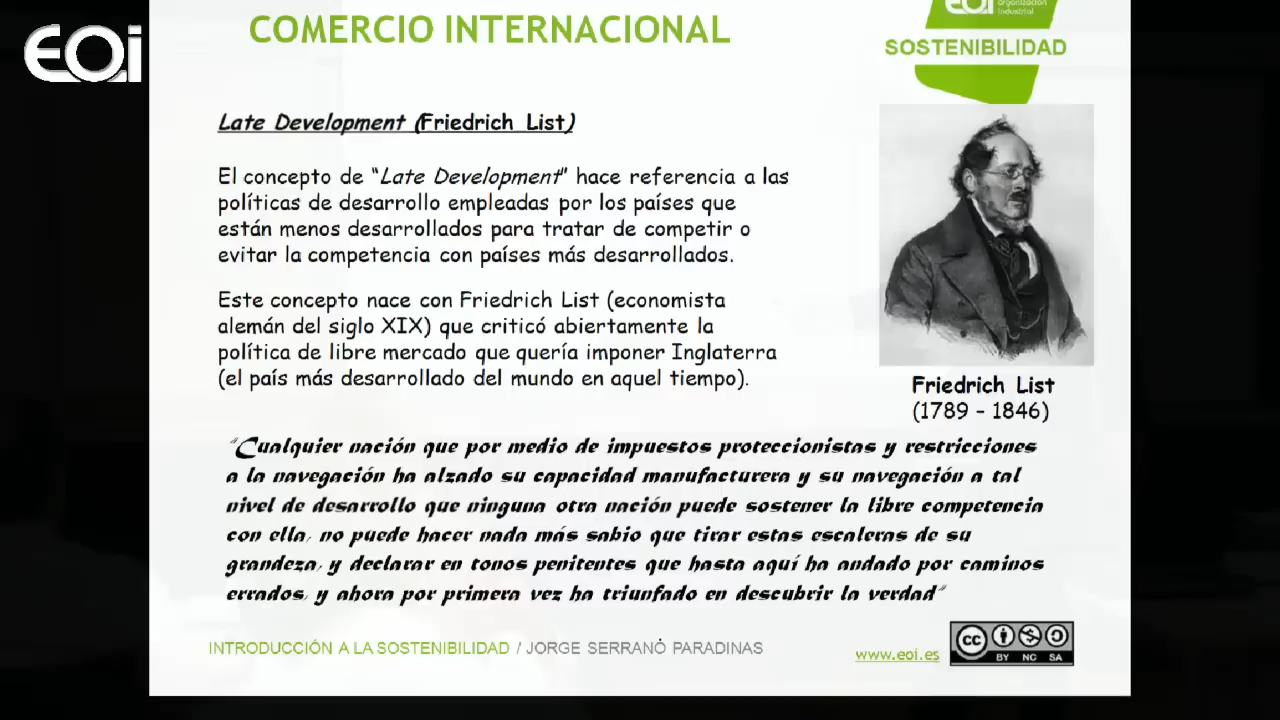 COMERCIO INTERNACIONAL
EOi
EOi organización
industrial
SOSTENIBILIDAD
Late Development (Friedrich List)
El concepto de “Late Development” hace referencia a las
políticas de desarrollo empleadas por los países que
están menos desarrollados para tratar de competir o
evitar la competencia con países más desarrollados.
Este concepto nace con Friedrich List (economista
alemán del siglo XIX) que criticó abiertamente la
política de libre mercado que quería imponer Inglaterra
(el país más desarrollado del mundo en aquel tiempo).
Friedrich List
(1789 – 1846)
“Cualquier nación que por medio de impuestos proteccionistas y restricciones
a la navegación ha alzado su capacidad manufacturera y su navegación a tal
nivel de desarrollo que ninguna otra nación puede sostener la libre competencia
con ella, no puede hacer nada más sabio que tirar estas escaleras de su
grandeza, y declarar en tonos penitentes que hasta aquí ha andado por caminos
errados, y ahora por primera vez ha triunfado en descubrir la verdad”
INTRODUCCIÓN A LA SOSTENIBILIDAD / JORGE SERRANO PARADINAS
www.eoi.es
cc
BY NC SA